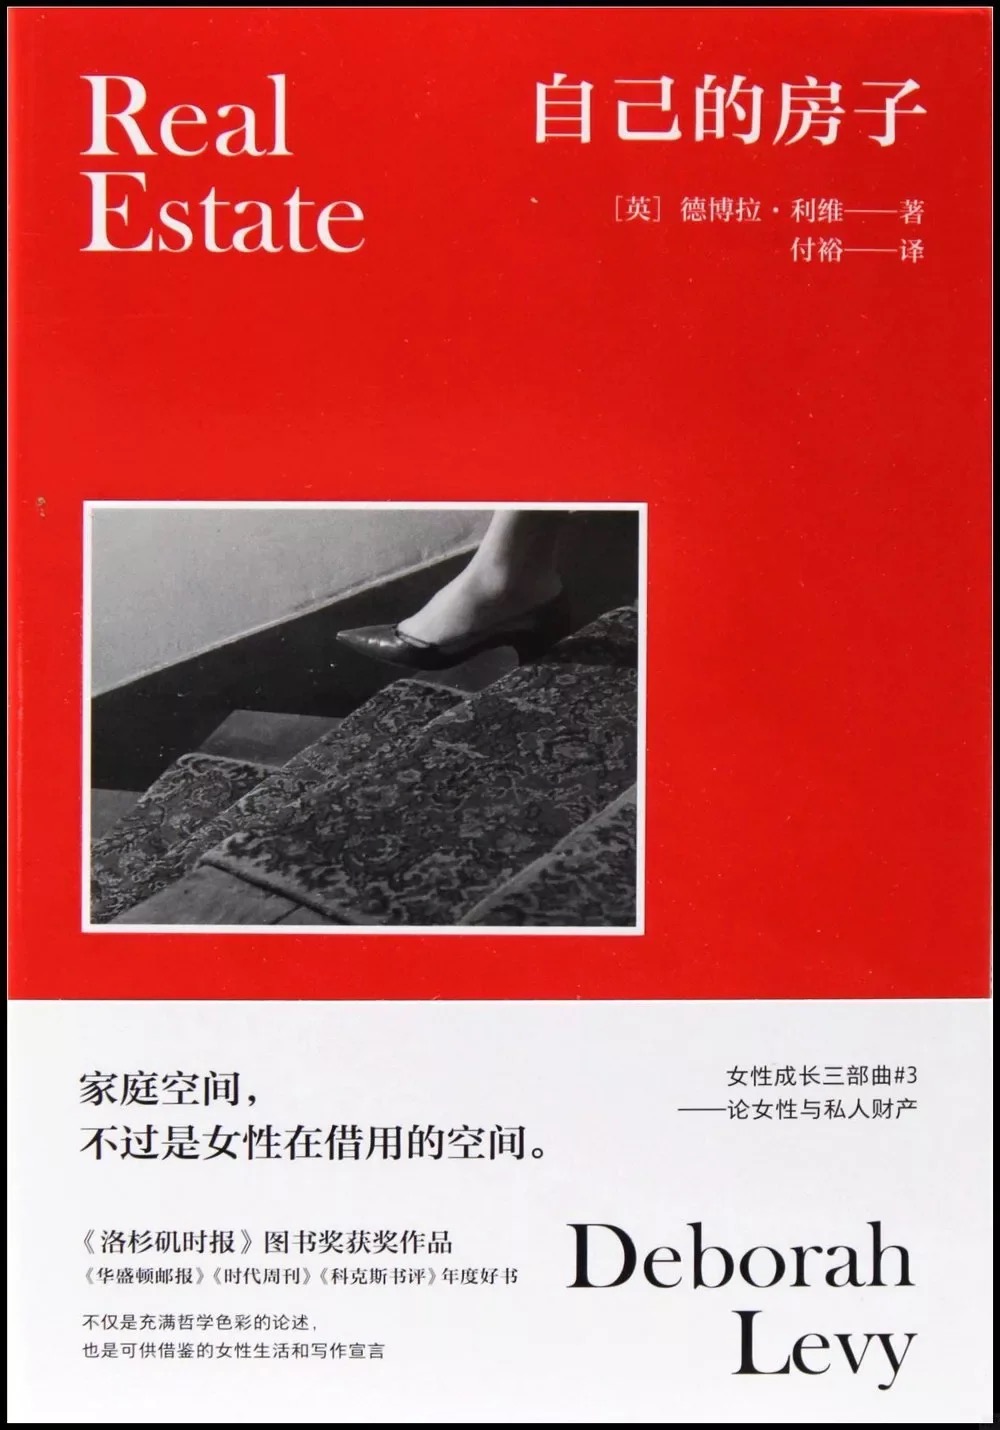 Real
Estate
自己的房子
［英］ 德博拉·利维——著
付裕——译
家庭空间，
不过是女性在借用的空间。
女性成长三部曲#3
——论女性与私人财产
《洛杉矶时报》图书奖获奖作品
《华盛顿邮报》《时代周刊》《科克斯书评》年度好书
不仅是充满哲学色彩的论述，
也是可供借鉴的女性生活和写作宣言
Deborah
Levy